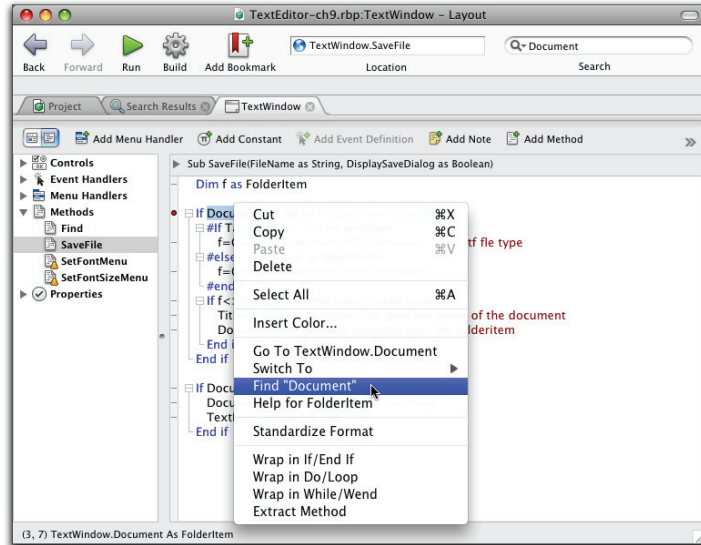 TextEditor-ch9.rbp:TextWindow – Layout
TextWindow.SaveFile
Document
Back Forward Run Build Add Bookmark Location Search
Project Search Results TextWindow
Add Menu Handler Add Constant Add Event Definition Add Note Add Method
Controls
Event Handlers
Menu Handlers
Methods
Find
SaveFile
SetFontMenu
SetFontSizeMenu
Properties
Sub SaveFile(FileName as String, DisplaySaveDialog as Boolean)
Dim f as FolderItem
If Docu
#If Ta
f=G tf fle type
#else
f=G
#end
If f<
Tit of the document
Do folderitem
End i
End if
If Docu
Docu
Text
End if
Cut ⌘X
Copy ⌘C
Paste ⌘V
Delete
Select All ⌘A
Insert Color...
Go To TextWindow.Document
Switch To
Find "Document"
Help for FolderItem
Standardize Format
Wrap in If/End If
Wrap in Do/Loop
Wrap in While/Wend
Extract Method
(3, 7) TextWindow.Document As FolderItem